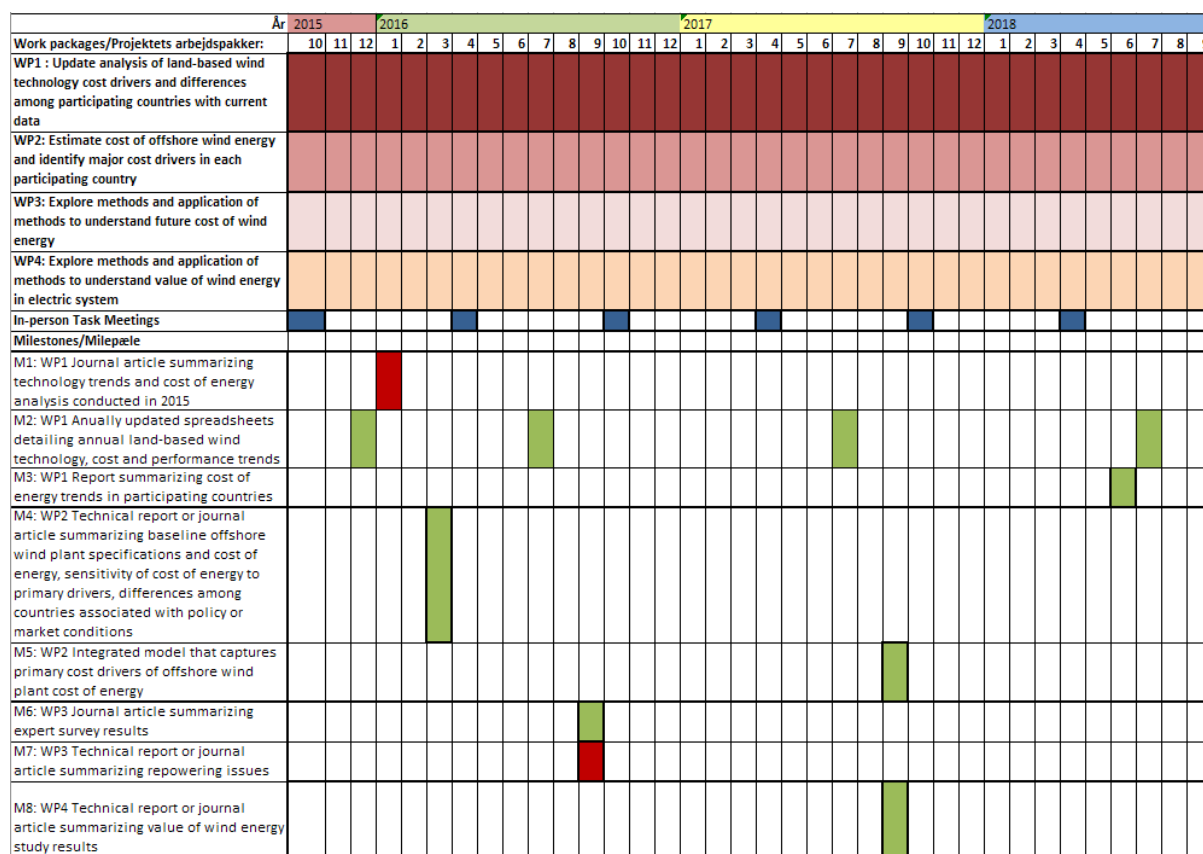 År 2015 2016 2017 2018
Work packages/Projektets arbejdspakker: 10 11 12 1 2 3 4 5 6 7 8 9 10 11 12 1 2 3 4 5 6 7 8 9 10 11 12 1 2 3 4 5 6 7 8
WP1 : Update analysis of land-based wind
technology cost drivers and differences
among participating countries with current
data
WP2: Estimate cost of offshore wind energy
and identify major cost drivers in each
participating country
WP3: Explore methods and application of
methods to understand future cost of wind
energy
WP4: Explore methods and application of
methods to understand value of wind energy
in electric system
In-person Task Meetings
Milestones/Milepæle
M1: WP1 Journal article summarizing
technology trends and cost of energy
analysis conducted in 2015
M2: WP1 Anually updated spreadsheets
detailing annual land-based wind
technology, cost and performance trends
M3: WP1 Report summarizing cost of
energy trends in participating countries
M4: WP2 Technical report or journal
article summarizing baseline offshore
wind plant specifications and cost of
energy, sensitivity of cost of energy to
primary drivers, differences among
countries associated with policy or
market conditions
M5: WP2 Integrated model that captures
primary cost drivers of offshore wind
plant cost of energy
M6: WP3 Journal article summarizing
expert survey results
M7: WP3 Technical report or journal
article summarizing repowering issues
M8: WP4 Technical report or journal
article summarizing value of wind energy
study results